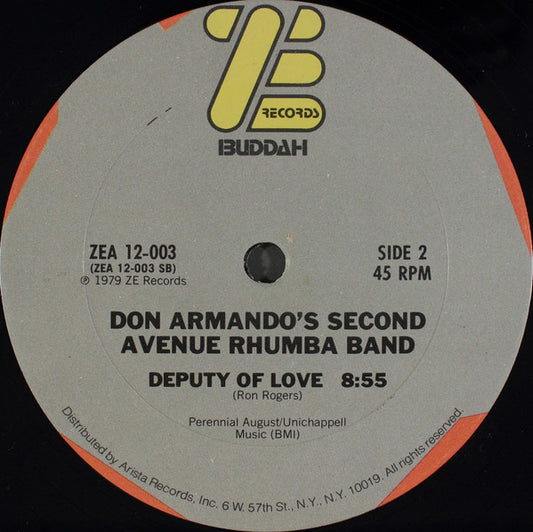 ZE
RECORDS
BUDDAH
ZEA 12-003
(ZEA 12-003 SB)
℗ 1979 ZE Records
SIDE 2
45 RPM
DON ARMANDO'S SECOND
AVENUE RHUMBA BAND
DEPUTY OF LOVE 8:55
(Ron Rogers)
Perennial August/Unichappell
Music (BMI)
Distributed by Arista Records, Inc. 6 W. 57th St., N.Y., N.Y. 10019. All rights reserved.